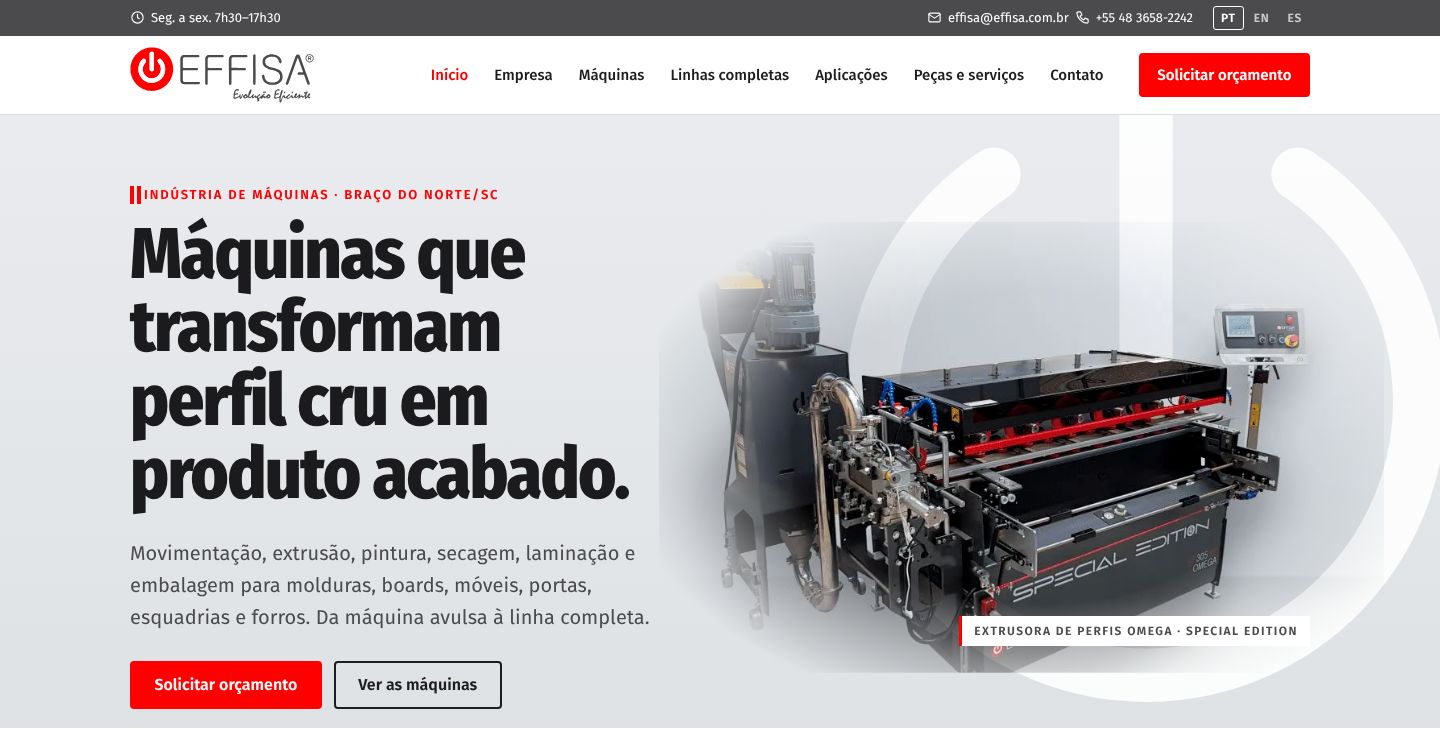 Seg. a sex. 7h30–17h30
effisa@effisa.com.br
+55 48 3658-2242
PT EN ES
EFFISA®
Evolução Eficiente
Início Empresa Máquinas Linhas completas Aplicações Peças e serviços Contato Solicitar orçamento
INDÚSTRIA DE MÁQUINAS · BRAÇO DO NORTE/SC
Máquinas que
transformam
perfil cru em
produto acabado.
Movimentação, extrusão, pintura, secagem, laminação e
embalagem para molduras, boards, móveis, portas,
esquadrias e forros. Da máquina avulsa à linha completa.
Solicitar orçamento
Ver as máquinas
SPECIAL EDITION
305
OMEGA
EXTRUSORA DE PERFIS OMEGA · SPECIAL EDITION